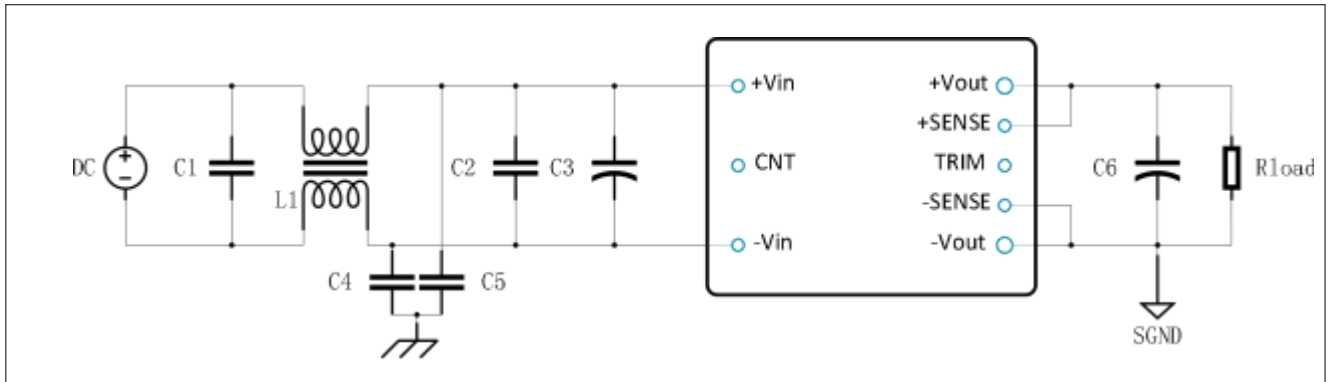 +Vin
+Vout
+SENSE
DC
C1
C2
C3
CNT
TRIM
C6
Rload
L1
-SENSE
-Vin
-Vout
C4
C5
SGND